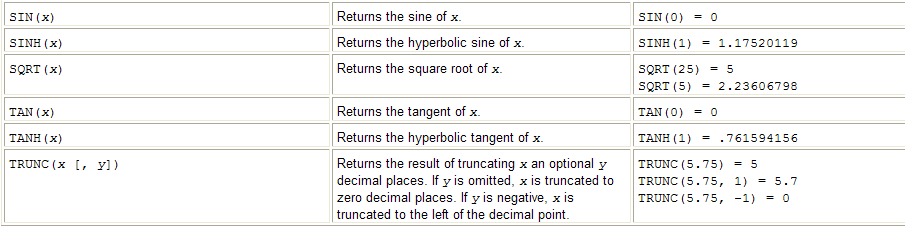 SIN(x) Returns the sine of x. SIN(0) = 0
SINH(x) Returns the hyperbolic sine of x. SINH(1) = 1.17520119
SQRT(x) Returns the square root of x. SQRT(25) = 5
SQRT(5) = 2.23606798
TAN(x) Returns the tangent of x. TAN(0) = 0
TANH(x) Returns the hyperbolic tangent of x. TANH(1) = .761594156
TRUNC(x [, y]) Returns the result of truncating x an optional y TRUNC(5.75) = 5
decimal places. If y is omitted, x is truncated to TRUNC(5.75, 1) = 5.7
zero decimal places. If y is negative, x is TRUNC(5.75, -1) = 0
truncated to the left of the decimal point.